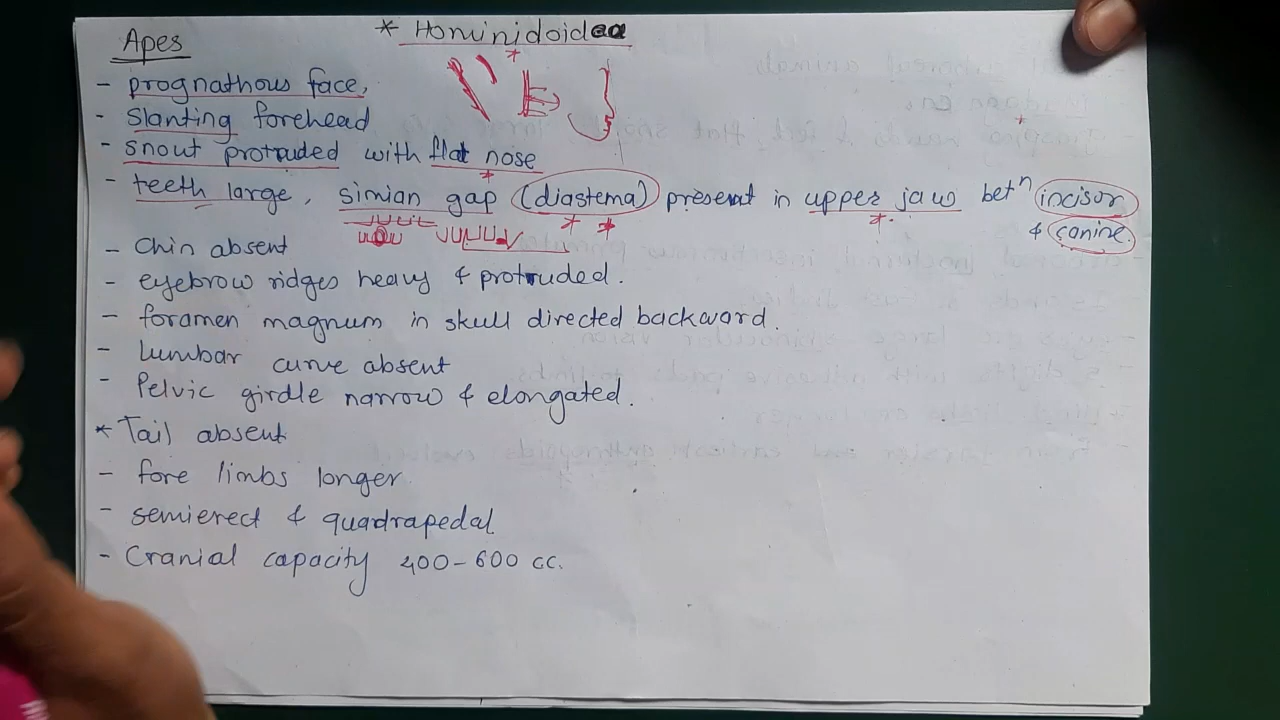 Apes
* Hominidoidea
- prognathous face,
- slanting forehead
- snout protruded with flat nose
- teeth large, simian gap (diastema) present in upper jaw betⁿ incisor
& canine.
- Chin absent
- eyebrow ridges heavy & protruded.
- foramen magnum in skull directed backward.
- lumbar curve absent
- Pelvic girdle narrow & elongated.
* Tail absent
- fore limbs longer
- semierect & quadrapedal
- Cranial capacity 400-600 cc.